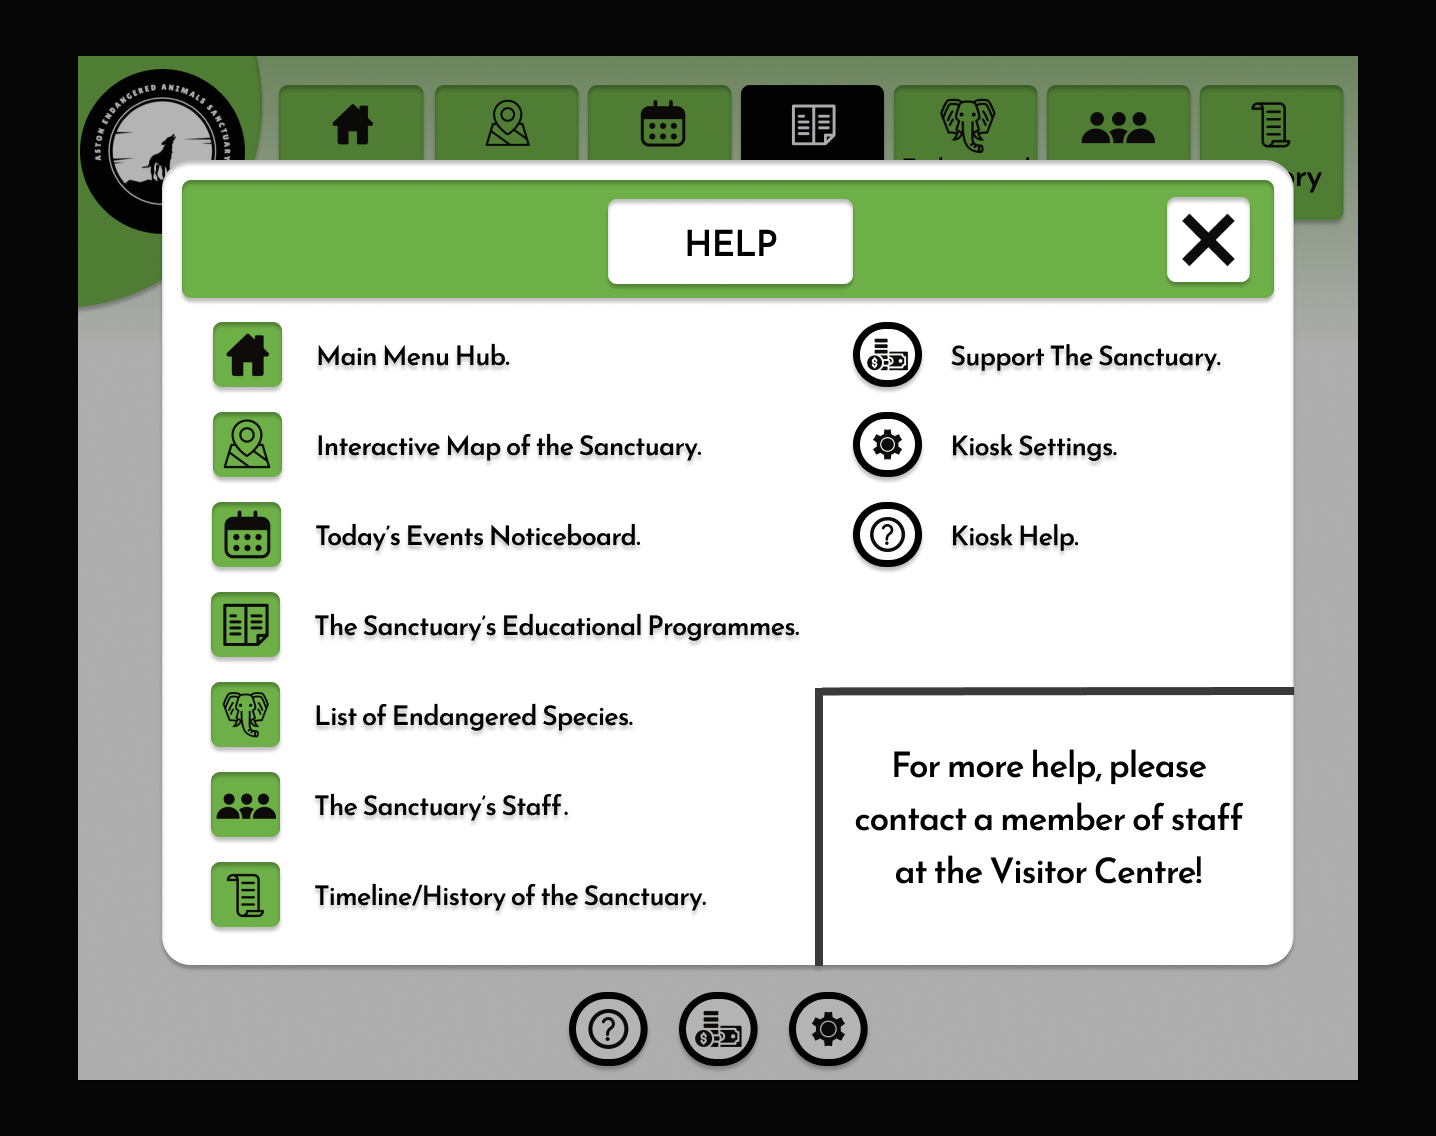 ASTON ENDANGERED ANIMALS SANCTUARY
ory
HELP
Main Menu Hub.
Interactive Map of the Sanctuary.
Today's Events Noticeboard.
The Sanctuary's Educational Programmes.
List of Endangered Species.
The Sanctuary's Staff.
Timeline/History of the Sanctuary.
Support The Sanctuary.
Kiosk Settings.
Kiosk Help.
For more help, please
contact a member of staff
at the Visitor Centre!